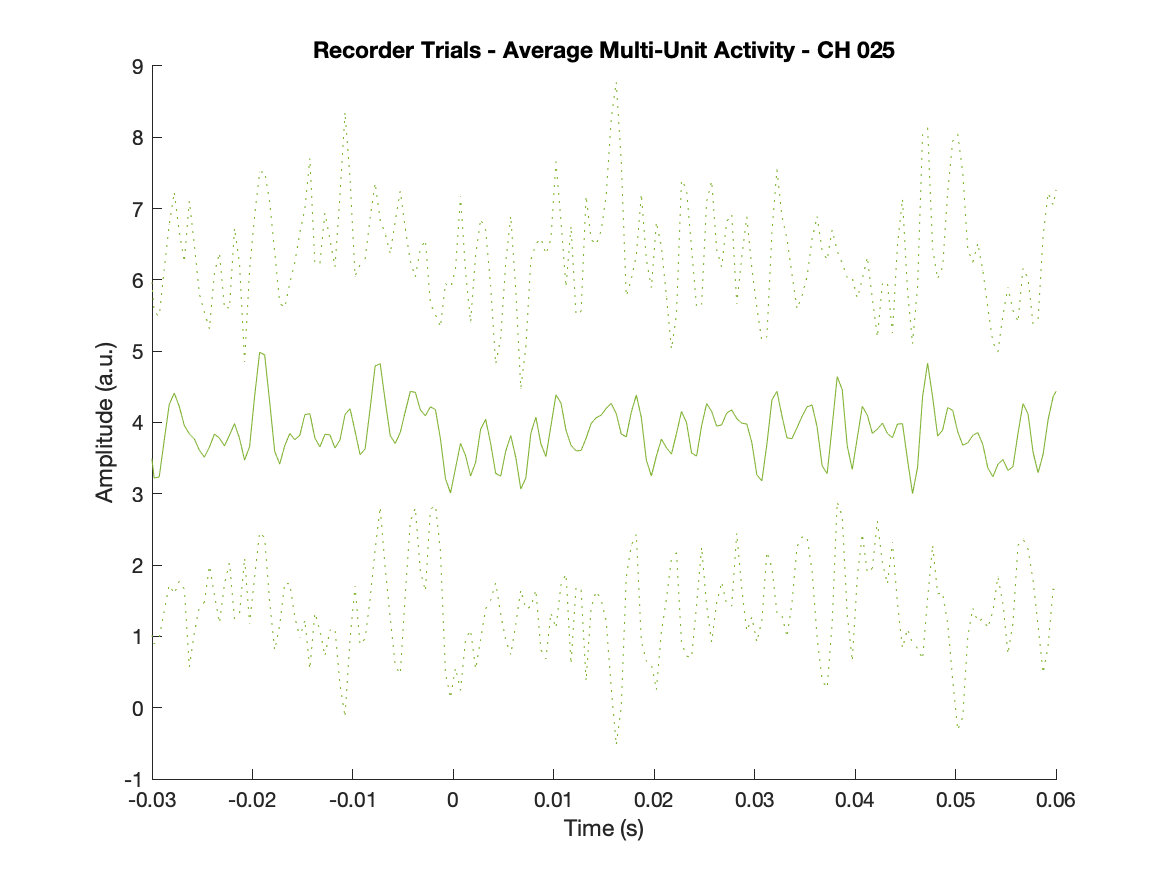 Recorder Trials - Average Multi-Unit Activity - CH 025
9
8
7
6
5
4
3
2
1
0
-1
Amplitude (a.u.)
-0.03 -0.02 -0.01 0 0.01 0.02 0.03 0.04 0.05 0.06
Time (s)